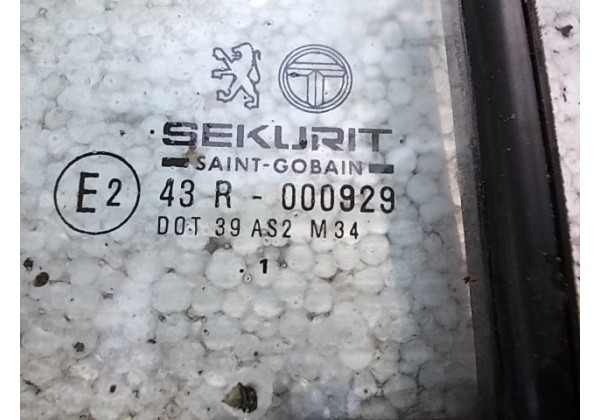 SEKURIT
SAINT-GOBAIN
E2 43 R - 000929
DOT 39 AS2 M34
. 1